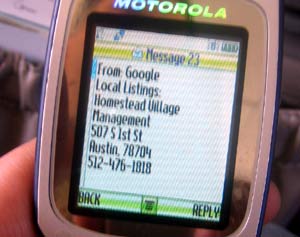 MOTOROLA
Message 23
From: Google
Local Listings:
Homestead Village
Management
507 S 1st St
Austin, 78704
512-476-1818
BACK
REPLY